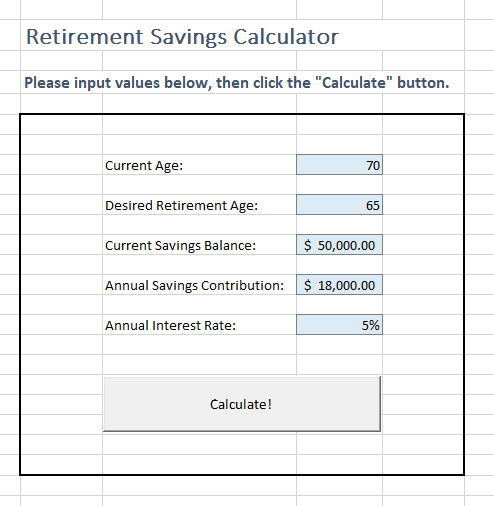 Retirement Savings Calculator
Please input values below, then click the "Calculate" button.
Current Age: 70
Desired Retirement Age: 65
Current Savings Balance: $ 50,000.00
Annual Savings Contribution: $ 18,000.00
Annual Interest Rate: 5%
Calculate!